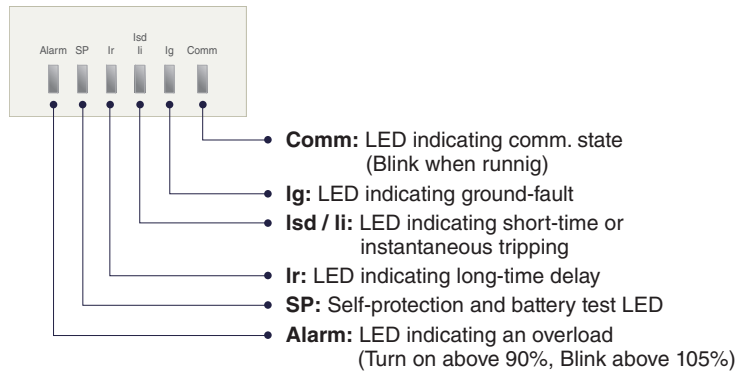 Isd
Alarm SP Ir Ii Ig Comm
Comm: LED indicating comm. state
(Blink when runnig)
Ig: LED indicating ground-fault
Isd / Ii: LED indicating short-time or
instantaneous tripping
Ir: LED indicating long-time delay
SP: Self-protection and battery test LED
Alarm: LED indicating an overload
(Turn on above 90%, Blink above 105%)